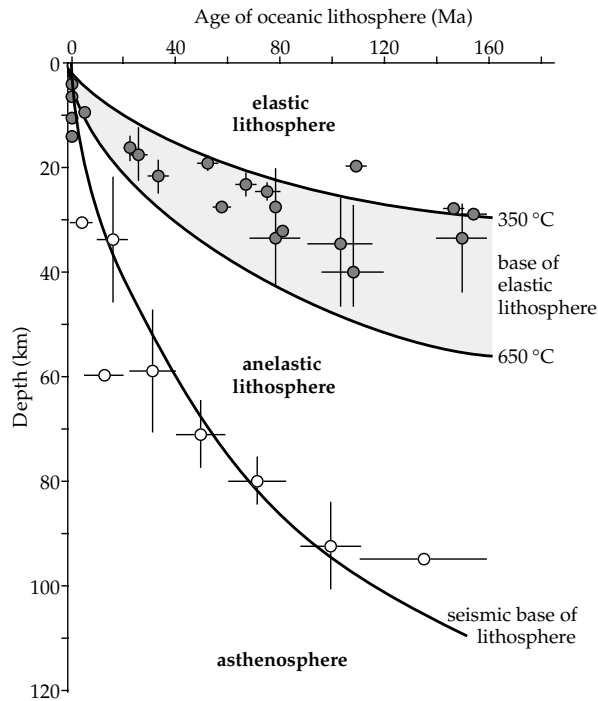 Age of oceanic lithosphere (Ma)
0 40 80 120 160
0
20
40
60
80
100
120
Depth (km)
elastic
lithosphere
350 °C
base of
elastic
lithosphere
650 °C
anelastic
lithosphere
seismic base of
lithosphere
asthenosphere